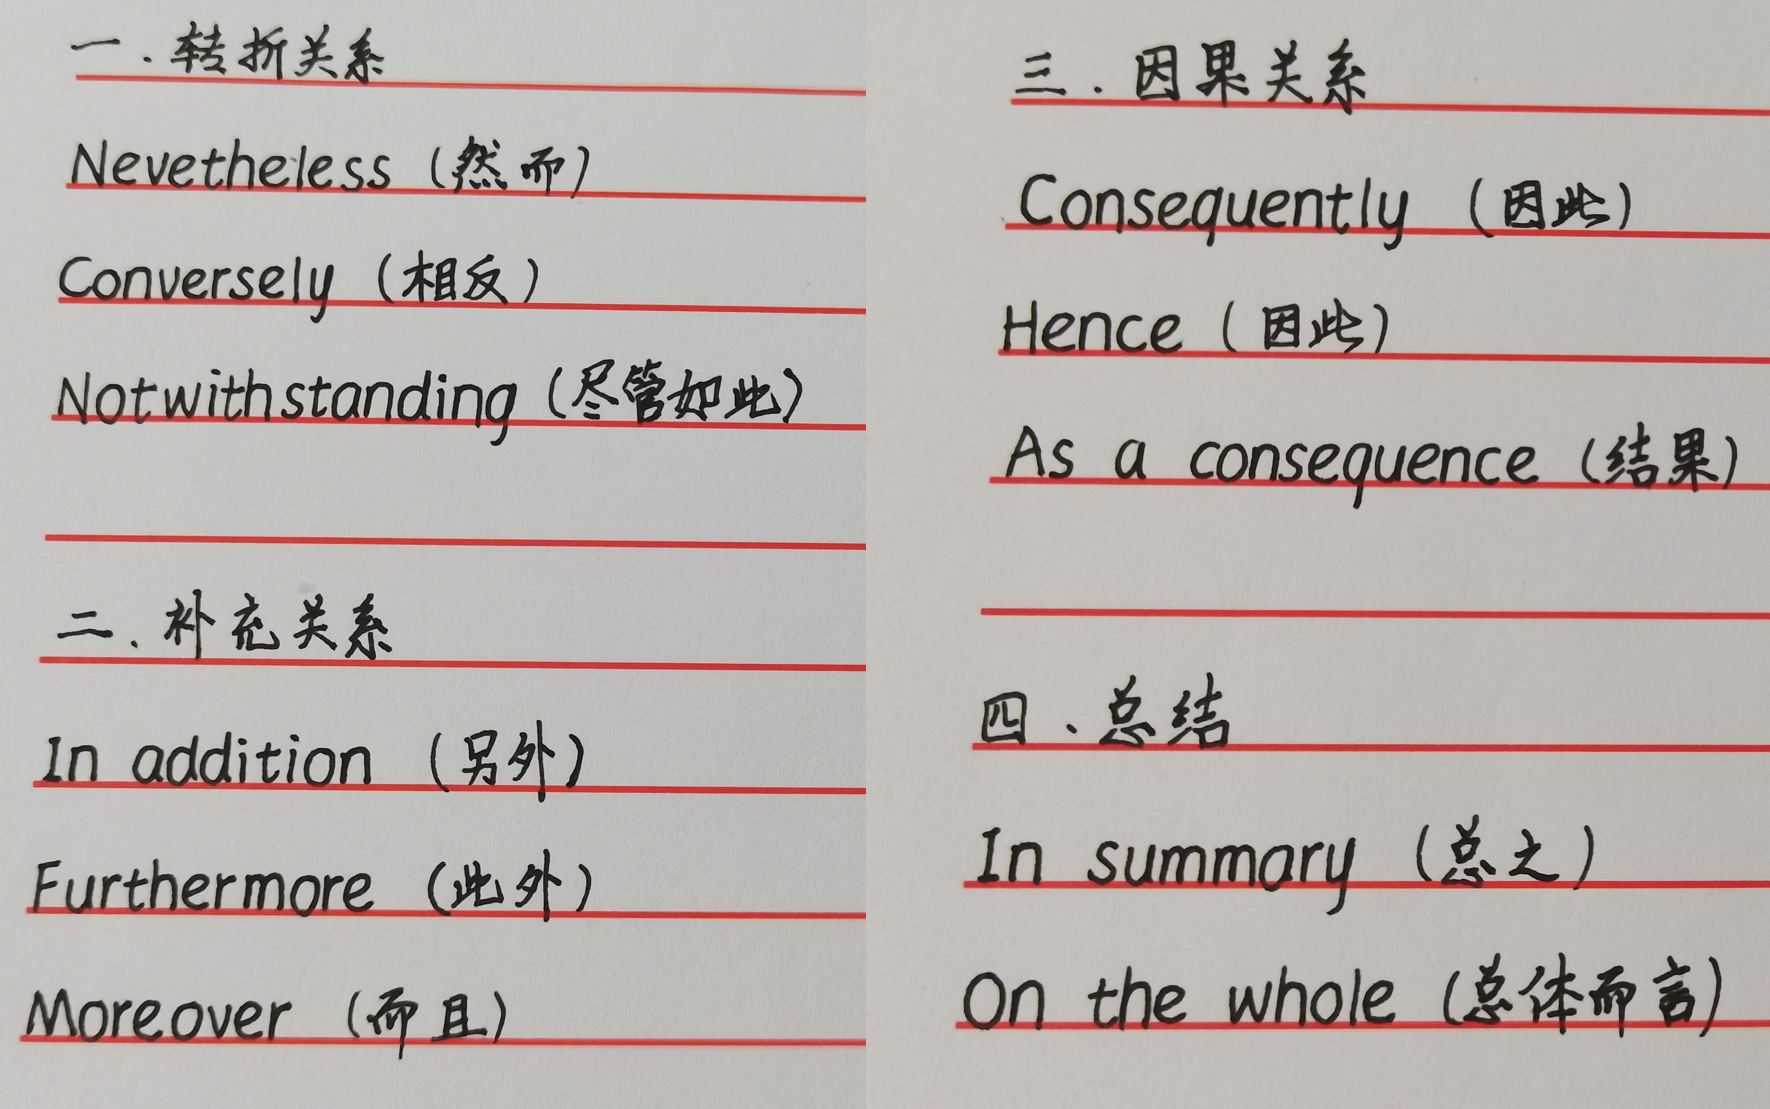 一.转折关系
Nevetheless (然而)
Conversely (相反)
Notwithstanding (尽管如此)
二.补充关系
In addition (另外)
Furthermore (此外)
Moreover (而且)
三.因果关系
Consequently (因此)
Hence (因此)
As a consequence (结果)
四.总结
In summary (总之)
On the whole (总体而言)